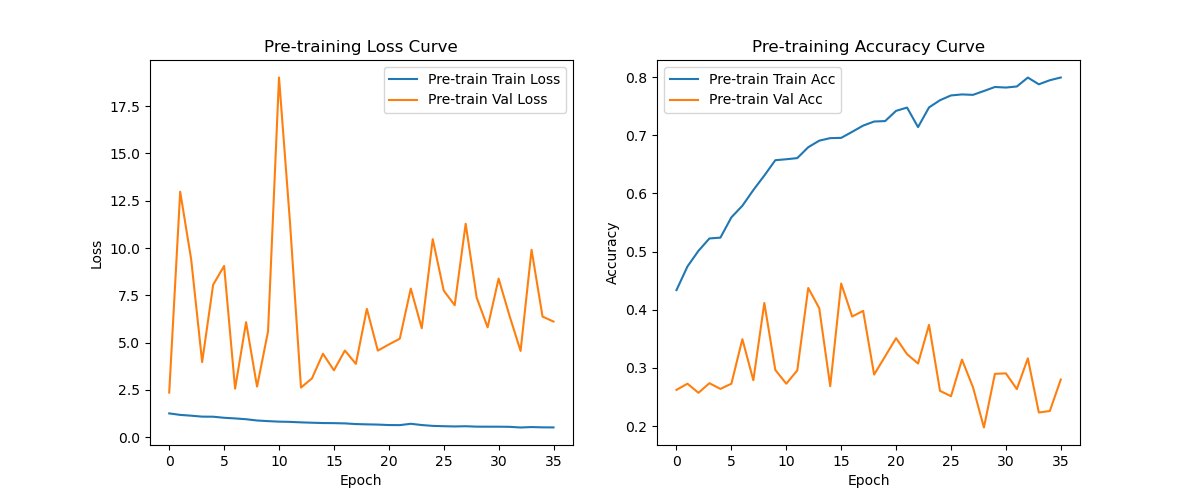 Pre-training Loss Curve
Pre-train Train Loss
Pre-train Val Loss
Loss
17.5
15.0
12.5
10.0
7.5
5.0
2.5
0.0
0 5 10 15 20 25 30 35
Epoch
Pre-training Accuracy Curve
Pre-train Train Acc
Pre-train Val Acc
Accuracy
0.8
0.7
0.6
0.5
0.4
0.3
0.2
0 5 10 15 20 25 30 35
Epoch